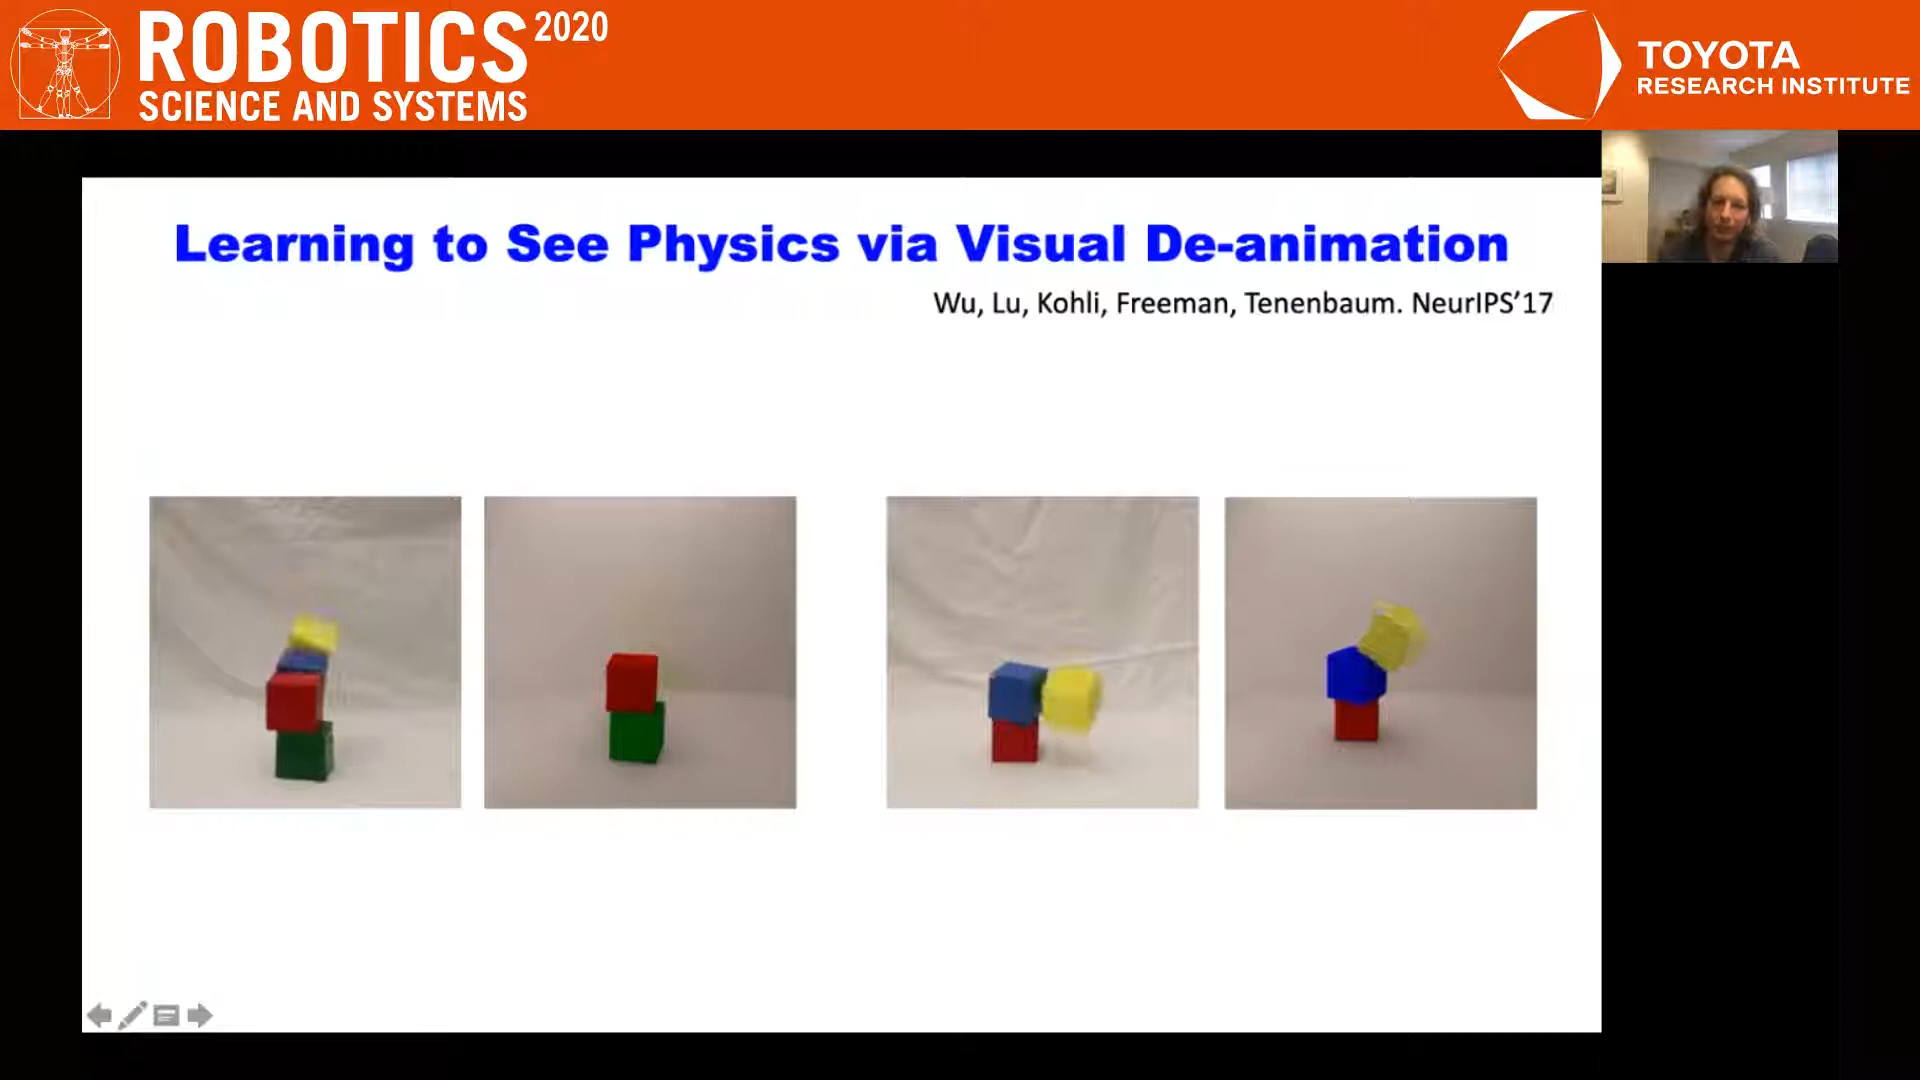 ROBOTICS 2020
SCIENCE AND SYSTEMS
TOYOTA
RESEARCH INSTITUTE
Learning to See Physics via Visual De-animation
Wu, Lu, Kohli, Freeman, Tenenbaum. NeurIPS'17